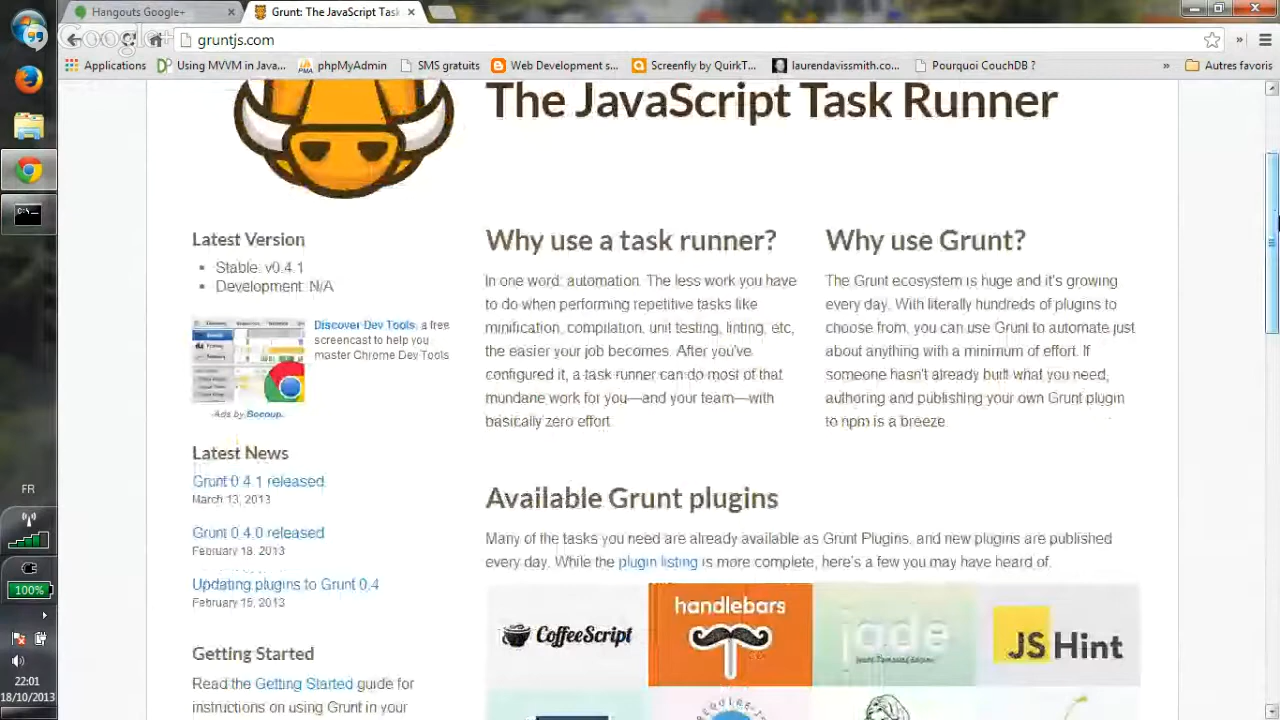 Hangouts Google+
Grunt: The JavaScript Task
Google+
gruntjs.com
Applications
Using MVVM in Java...
phpMyAdmin
SMS gratuits
Web Development s...
Screenfly by QuirkT...
laurendavissmith.co...
Pourquoi CouchDB ?
»
Autres favoris
The JavaScript Task Runner
Latest Version
Stable: v0.4.1
Development: N/A
Discover Dev Tools, a free
screencast to help you
master Chrome Dev Tools
Ads by Bocoup.
Latest News
Grunt 0.4.1 released
March 13, 2013
Grunt 0.4.0 released
February 18, 2013
Updating plugins to Grunt 0.4
February 15, 2013
Getting Started
Read the Getting Started guide for
instructions on using Grunt in your
Why use a task runner?
In one word: automation. The less work you have
to do when performing repetitive tasks like
minification, compilation, unit testing, linting, etc,
the easier your job becomes. After you've
configured it, a task runner can do most of that
mundane work for you—and your team—with
basically zero effort.
Why use Grunt?
The Grunt ecosystem is huge and it's growing
every day. With literally hundreds of plugins to
choose from, you can use Grunt to automate just
about anything with a minimum of effort. If
someone hasn't already built what you need,
authoring and publishing your own Grunt plugin
to npm is a breeze.
Available Grunt plugins
Many of the tasks you need are already available as Grunt Plugins, and new plugins are published
every day. While the plugin listing is more complete, here's a few you may have heard of.
CoffeeScript
handlebars
jade
JS Hint
REQUIRE-JS
C:\
FR
100%
22:01
18/10/2013